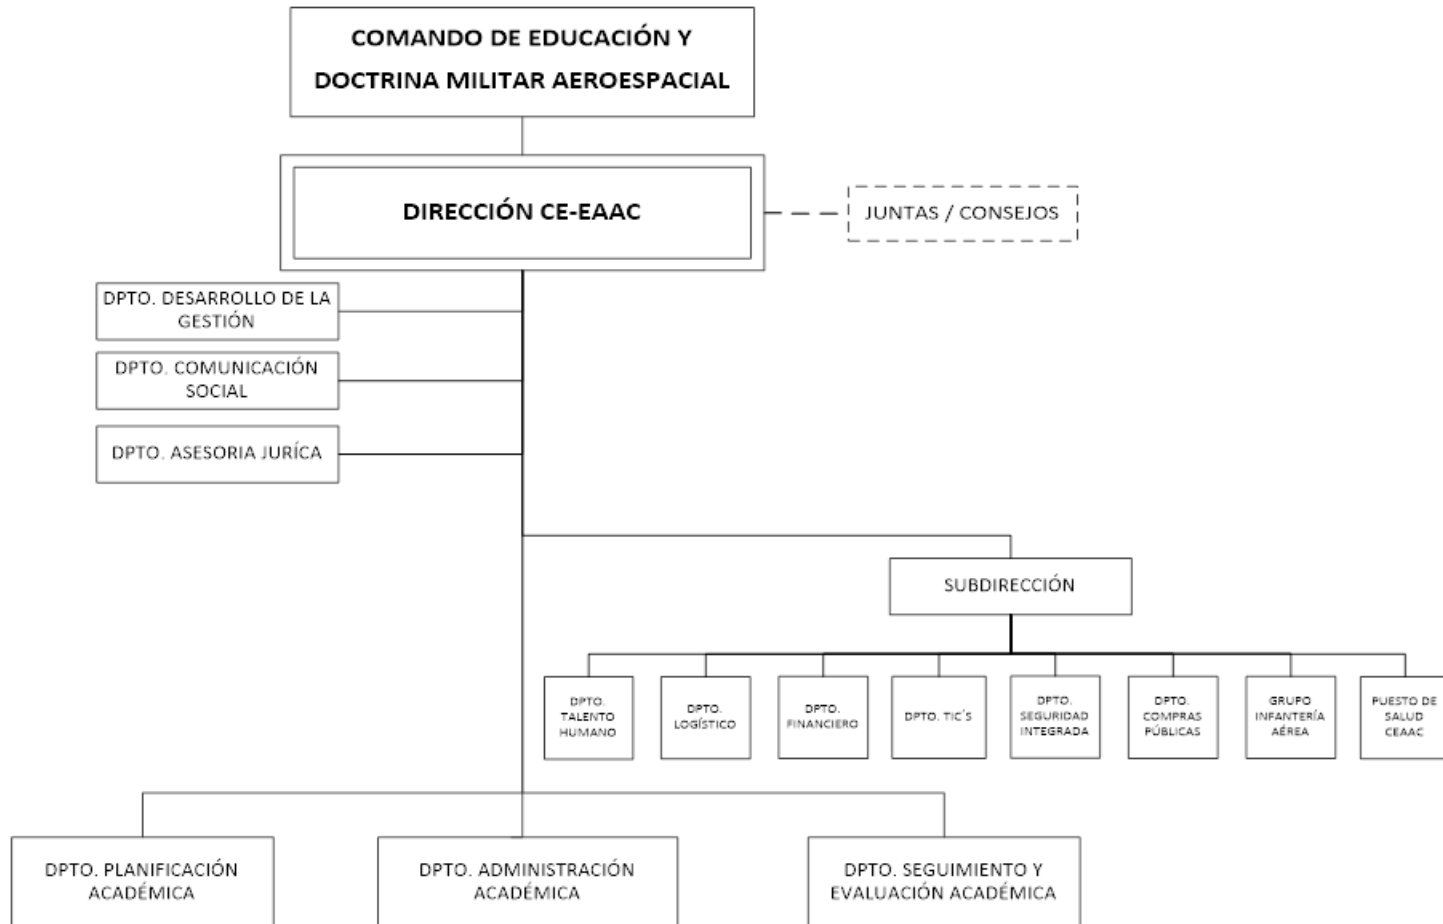 COMANDO DE EDUCACIÓN Y
DOCTRINA MILITAR AEROESPACIAL
DIRECCIÓN CE-EAAC
JUNTAS / CONSEJOS
DPTO. DESARROLLO DE LA
GESTIÓN
DPTO. COMUNICACIÓN
SOCIAL
DPTO. ASESORIA JURÍCA
SUBDIRECCIÓN
DPTO.
TALENTO
HUMANO
DPTO.
LOGÍSTICO
DPTO.
FINANCIERO
DPTO. TIC´S
DPTO.
SEGURIDAD
INTEGRADA
DPTO.
COMPRAS
PÚBLICAS
GRUPO
INFANTERÍA
AÉREA
PUESTO DE
SALUD
CEAAC
DPTO. PLANIFICACIÓN
ACADÉMICA
DPTO. ADMINISTRACIÓN
ACADÉMICA
DPTO. SEGUIMIENTO Y
EVALUACIÓN ACADÉMICA